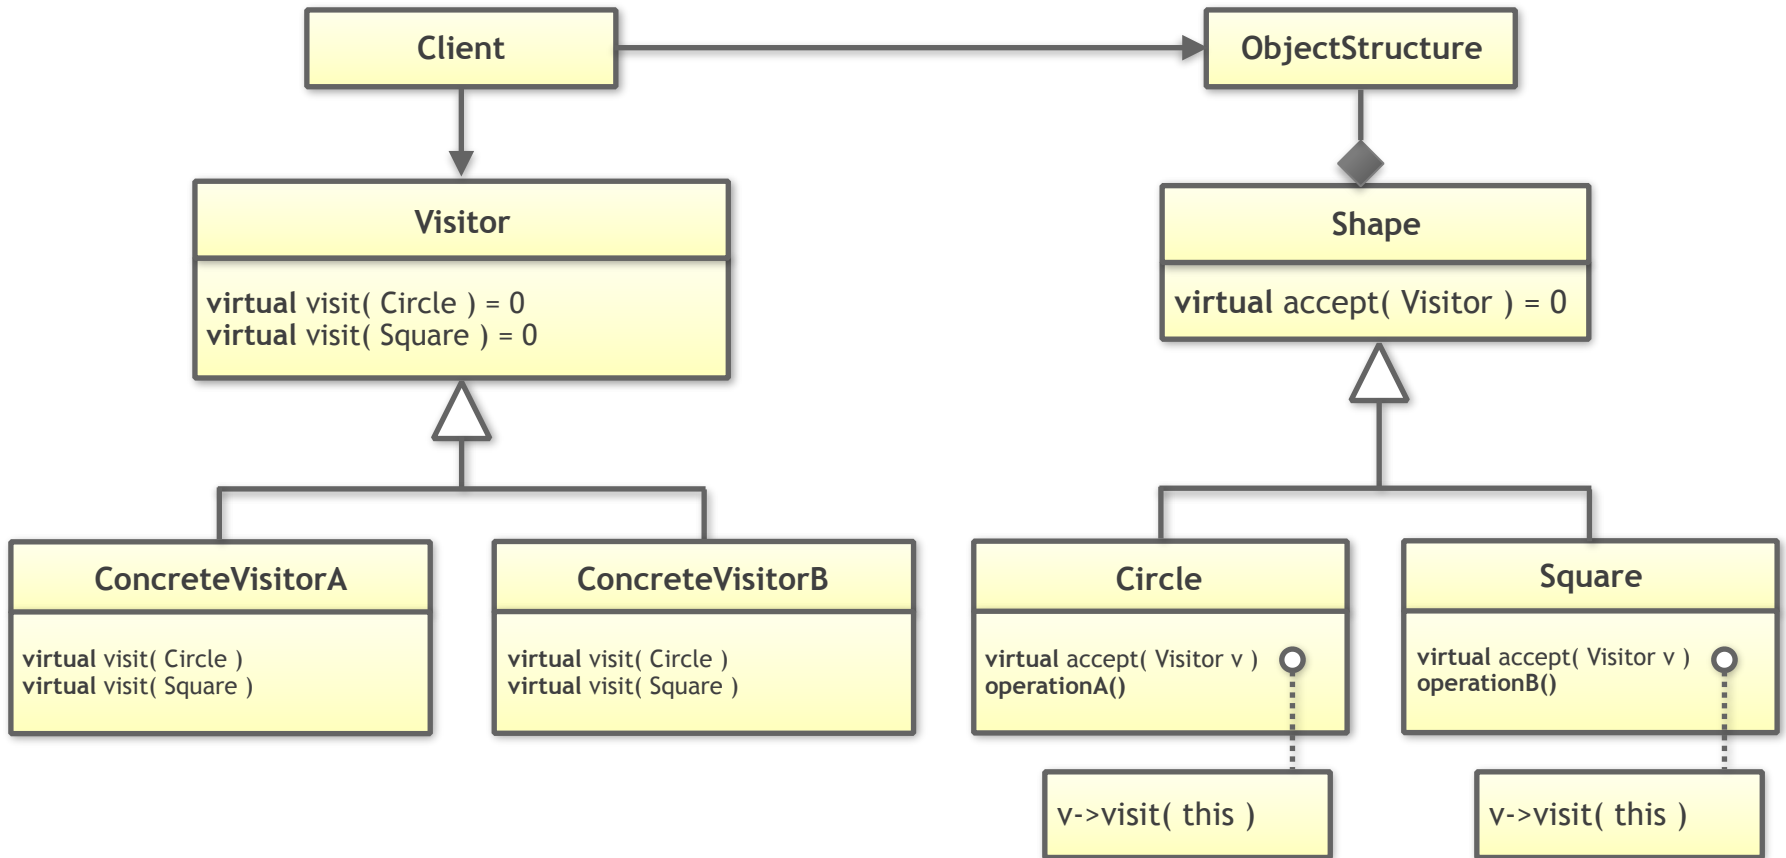 Client
ObjectStructure
Visitor
virtual visit( Circle ) = 0
virtual visit( Square ) = 0
Shape
virtual accept( Visitor ) = 0
ConcreteVisitorA
virtual visit( Circle )
virtual visit( Square )
ConcreteVisitorB
virtual visit( Circle )
virtual visit( Square )
Circle
virtual accept( Visitor v )
operationA()
Square
virtual accept( Visitor v )
operationB()
v->visit( this )
v->visit( this )